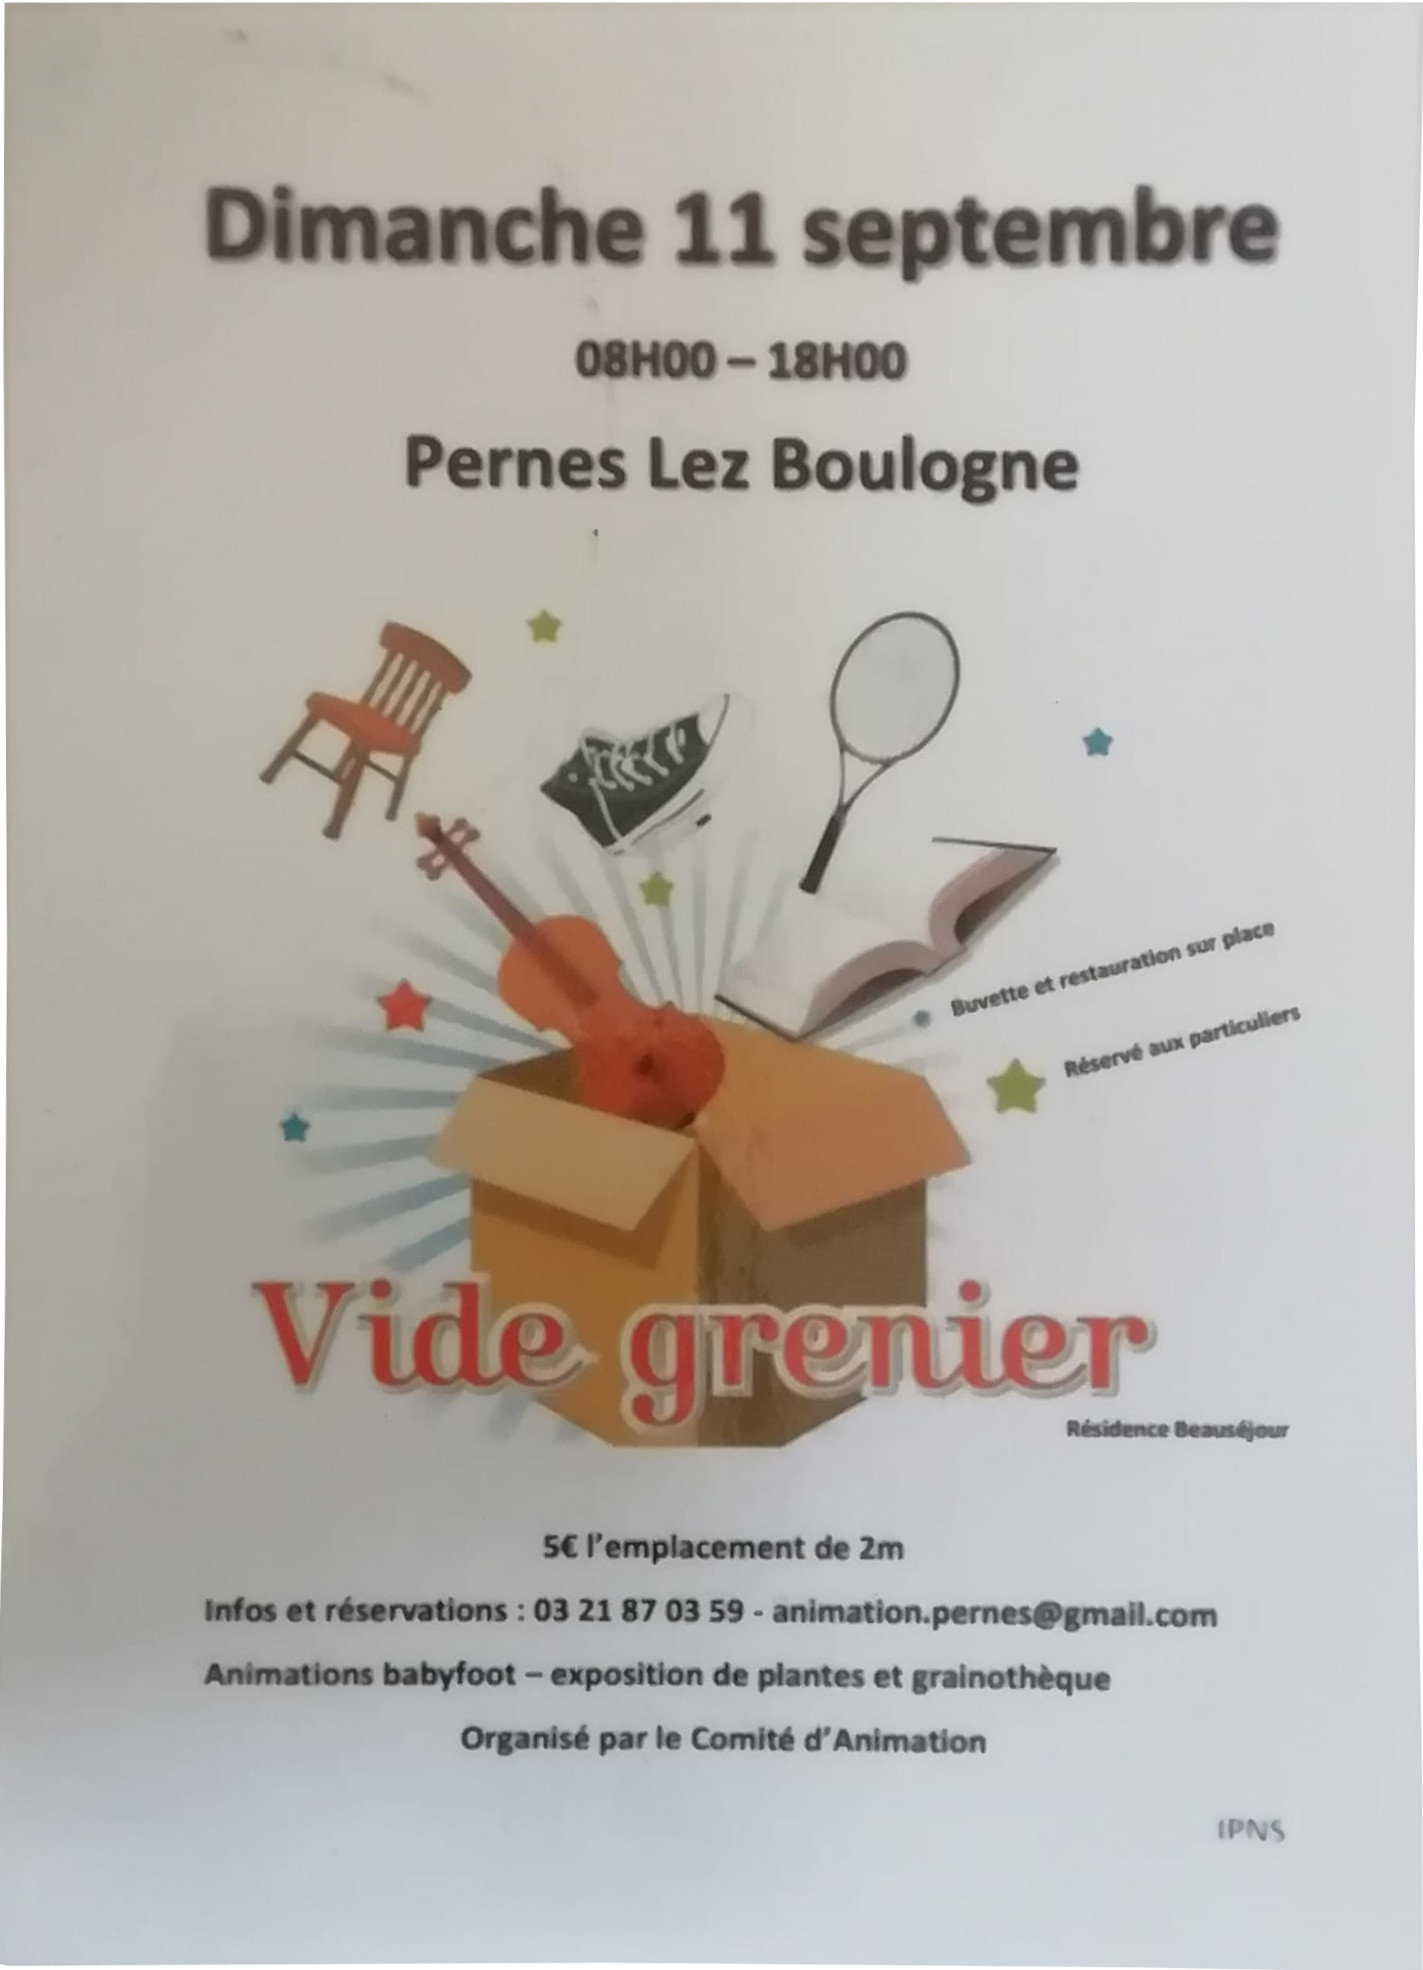 Dimanche 11 septembre
08H00 – 18H00
Pernes Lez Boulogne
Buvette et restauration sur place
Réservé aux particuliers
Vide grenier
Résidence Beauséjour
5€ l'emplacement de 2m
Infos et réservations : 03 21 87 03 59 - animation.pernes@gmail.com
Animations babyfoot – exposition de plantes et grainothèque
Organisé par le Comité d'Animation
IPNS